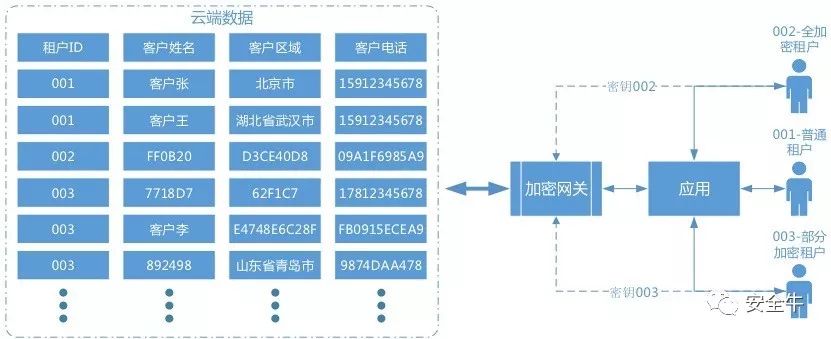 云端数据
租户ID 客户姓名 客户区域 客户电话
001 客户张 北京市 15912345678
001 客户王 湖北省武汉市 15912345678
002 FF0B20 D3CE40D8 09A1F6985A9
003 7718D7 62F1C7 17812345678
003 客户李 E4748E6C28F FB0915ECEA9
003 892498 山东省青岛市 9874DAA478
002-全加
密租户
密钥002
001-普通
租户
加密网关
应用
003-部分
加密租户
密钥003
安全牛